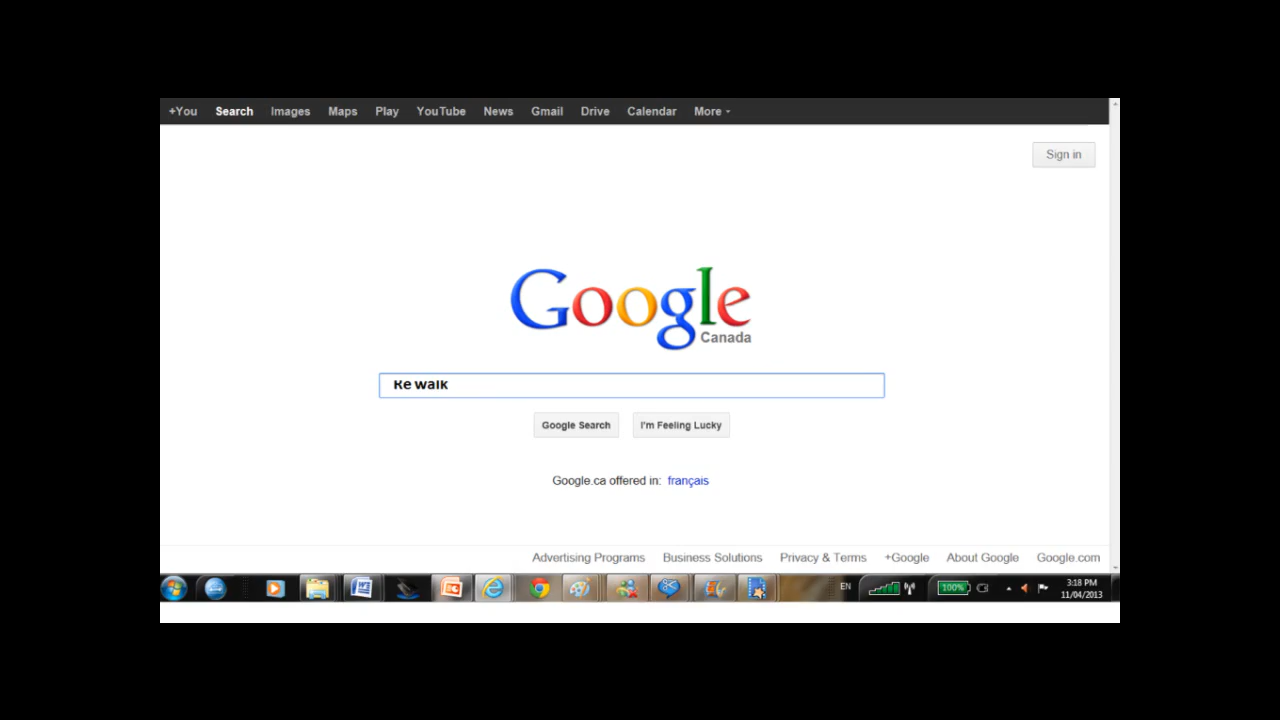 +You Search Images Maps Play YouTube News Gmail Drive Calendar More
Sign in
Google
Canada
Re walk
Google Search I'm Feeling Lucky
Google.ca offered in: français
Advertising Programs Business Solutions Privacy & Terms +Google About Google Google.com
EN 100% 3:18 PM
11/04/2013